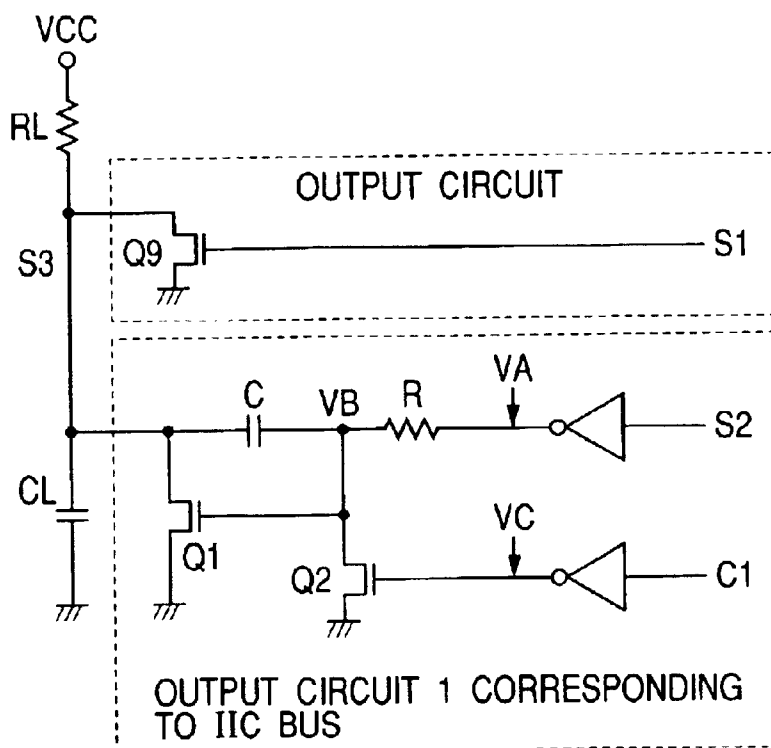 VCC
RL
OUTPUT CIRCUIT
S3
Q9
S1
C
VB
R
VA
S2
CL
Q1
Q2
VC
C1
OUTPUT CIRCUIT 1 CORRESPONDING
TO IIC BUS